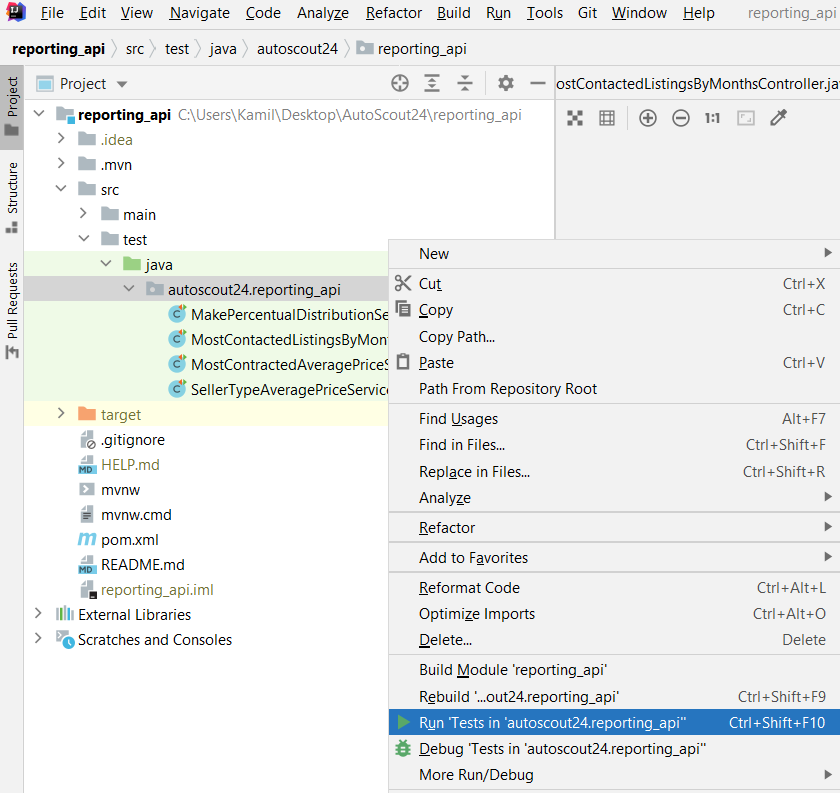 File Edit View Navigate Code Analyze Refactor Build Run Tools Git Window Help reporting_api
reporting_api src test java autoscout24 reporting_api
Project
Structure
Pull Requests
Project
reporting_api C:\Users\Kamil\Desktop\AutoScout24\reporting_api
.idea
.mvn
src
main
test
java
autoscout24.reporting_api
MakePercentualDistributionSe
MostContactedListingsByMon
MostContractedAveragePriceS
SellerTypeAveragePriceService
target
.gitignore
MD HELP.md
mvnw
mvnw.cmd
m pom.xml
MD README.md
reporting_api.iml
External Libraries
Scratches and Consoles
ostContactedListingsByMonthsController.ja
1:1
New
Cut Ctrl+X
Copy Ctrl+C
Copy Path...
Paste Ctrl+V
Path From Repository Root
Find Usages Alt+F7
Find in Files... Ctrl+Shift+F
Replace in Files... Ctrl+Shift+R
Analyze
Refactor
Add to Favorites
Reformat Code Ctrl+Alt+L
Optimize Imports Ctrl+Alt+O
Delete... Delete
Build Module 'reporting_api'
Rebuild '...out24.reporting_api' Ctrl+Shift+F9
Run 'Tests in 'autoscout24.reporting_api'' Ctrl+Shift+F10
Debug 'Tests in 'autoscout24.reporting_api''
More Run/Debug